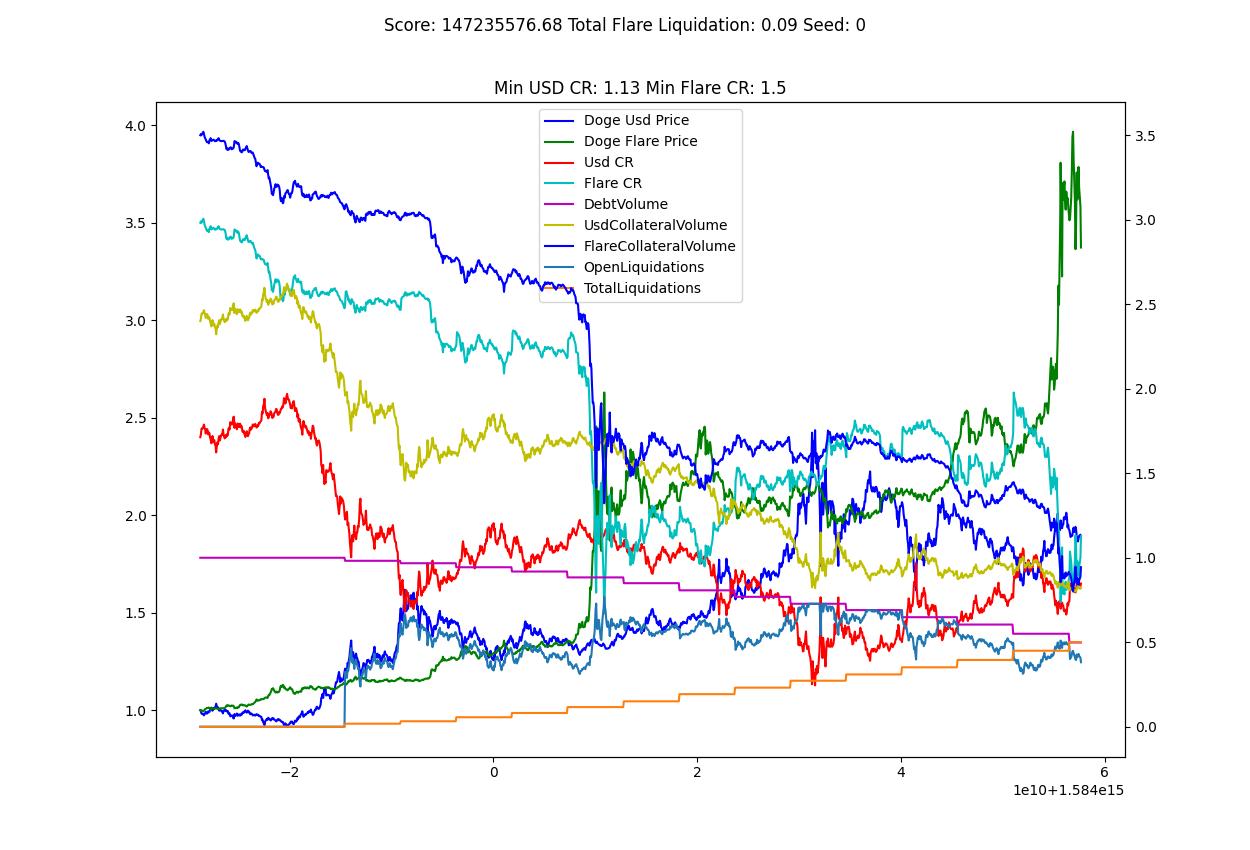 Score: 147235576.68 Total Flare Liquidation: 0.09 Seed: 0
Min USD CR: 1.13 Min Flare CR: 1.5
Doge Usd Price
Doge Flare Price
Usd CR
Flare CR
DebtVolume
UsdCollateralVolume
FlareCollateralVolume
OpenLiquidations
TotalLiquidations
4.0
3.5
3.0
2.5
2.0
1.5
1.0
3.5
3.0
2.5
2.0
1.5
1.0
0.5
0.0
−2
0
2
4
6
1e10+1.584e15